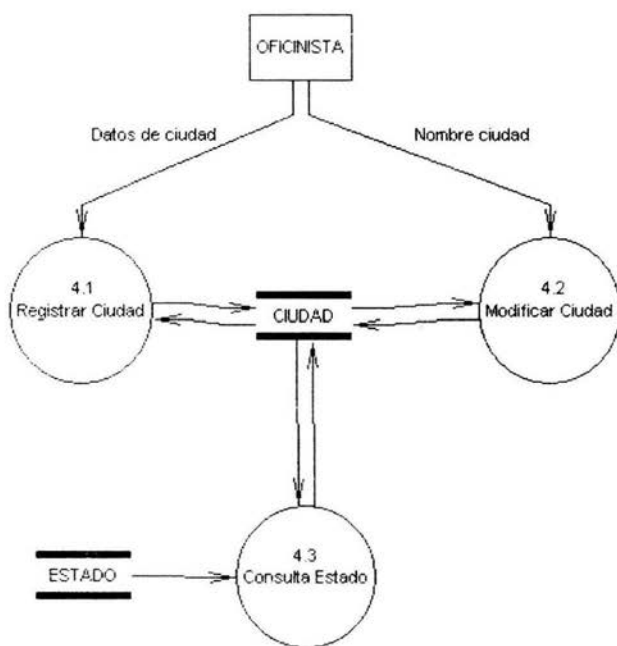 OFICINISTA
Datos de ciudad
Nombre ciudad
4.1
Registrar Ciudad
CIUDAD
4.2
Modificar Ciudad
4.3
Consulta Estado
ESTADO